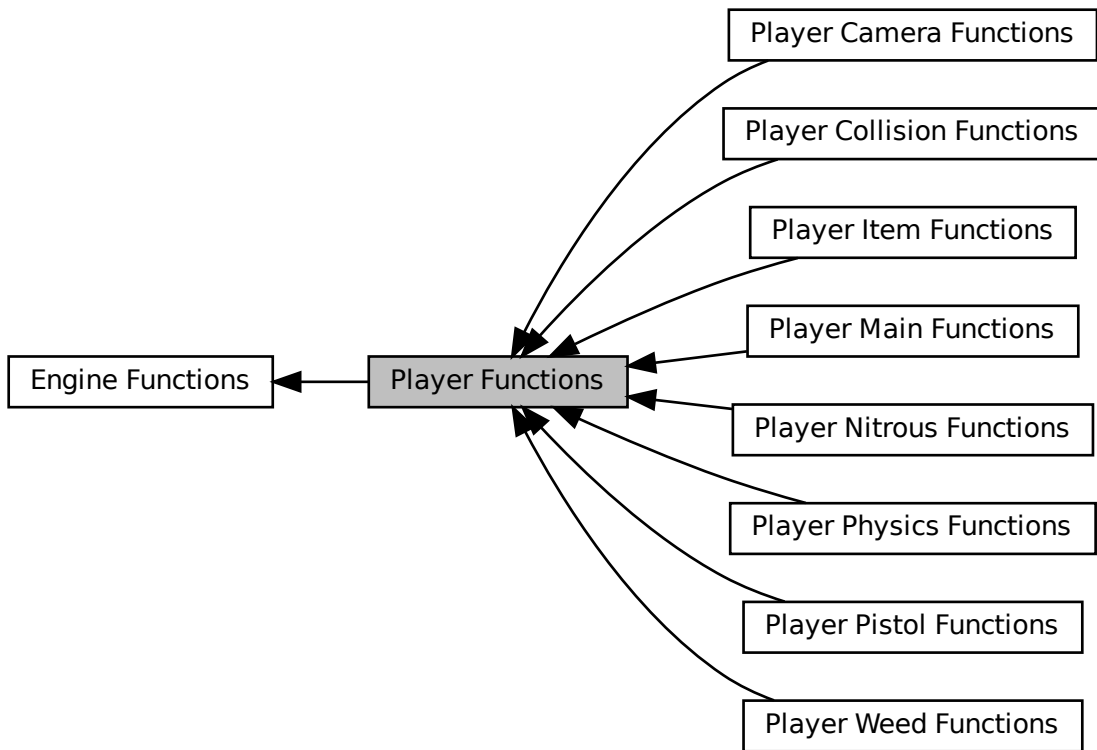 Player Camera Functions
Player Collision Functions
Player Item Functions
Player Main Functions
Engine Functions
Player Functions
Player Nitrous Functions
Player Physics Functions
Player Pistol Functions
Player Weed Functions